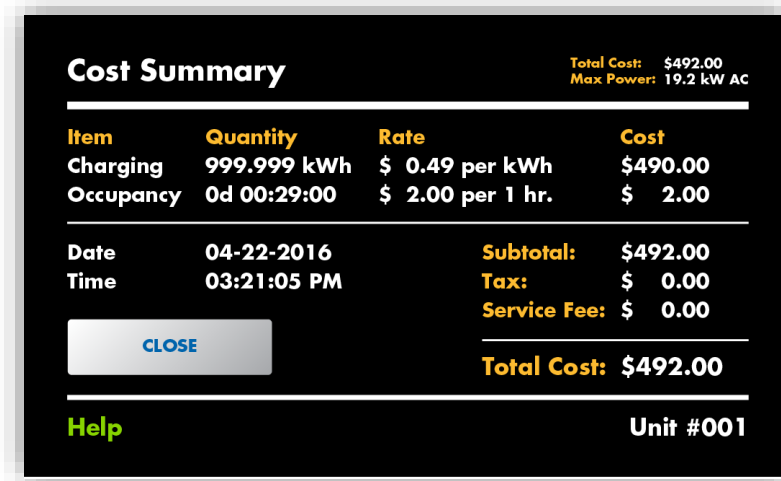 Cost Summary
Total Cost: $492.00
Max Power: 19.2 kW AC
Item Quantity Rate Cost
Charging 999.999 kWh $ 0.49 per kWh $490.00
Occupancy 0d 00:29:00 $ 2.00 per 1 hr. $ 2.00
Date 04-22-2016 Subtotal: $492.00
Time 03:21:05 PM Tax: $ 0.00
Service Fee: $ 0.00
CLOSE
Total Cost: $492.00
Help Unit #001